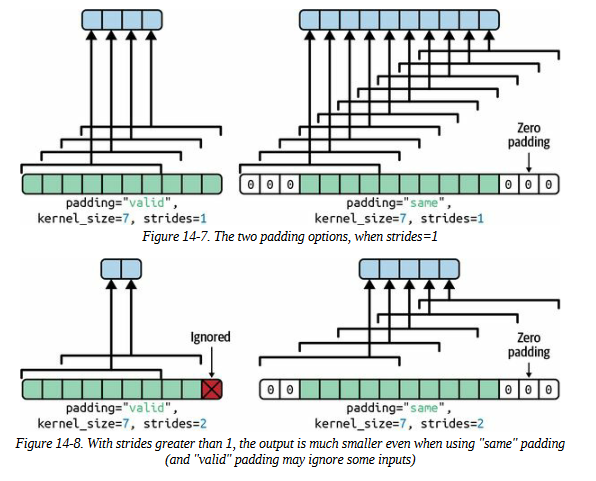 0 0 0
Zero
padding
0 0 0
padding="valid",
kernel_size=7, strides=1
padding="same",
kernel_size=7, strides=1
Figure 14-7. The two padding options, when strides=1
Ignored
0 0
Zero
padding
0 0 0
padding="valid",
kernel_size=7, strides=2
padding="same",
kernel_size=7, strides=2
Figure 14-8. With strides greater than 1, the output is much smaller even when using "same" padding
(and "valid" padding may ignore some inputs)